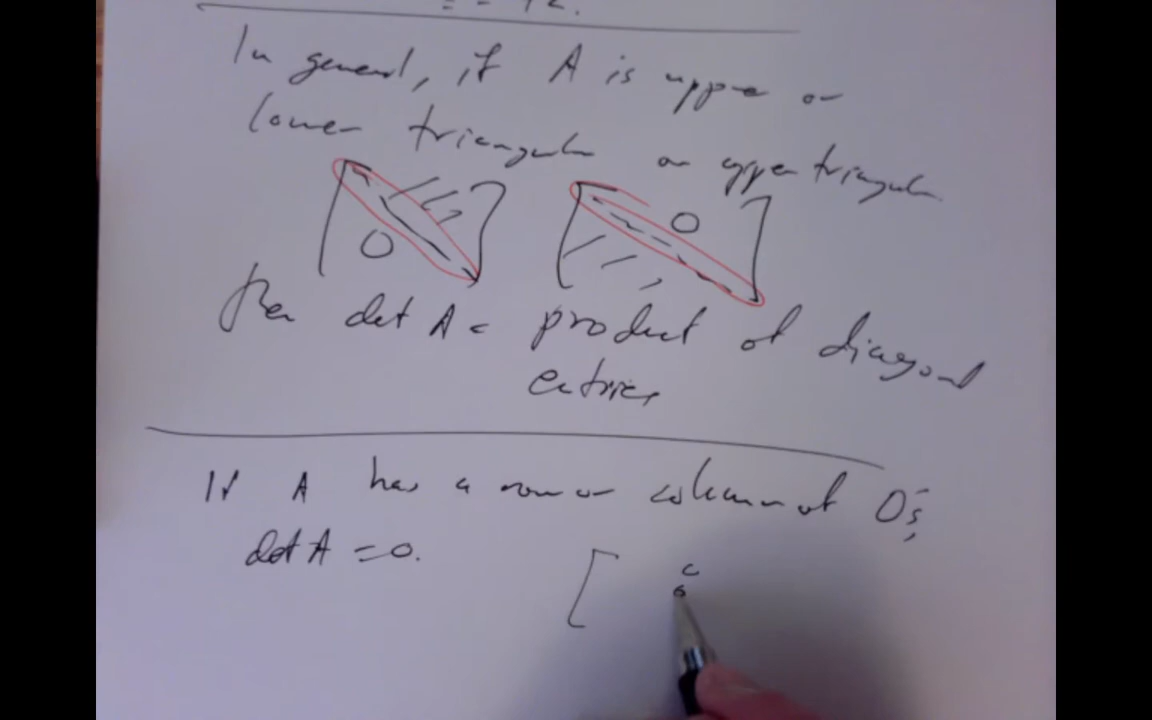 In general, if A is upper or
lower triangular or upper triangular
0 0
then det A = product of diagonal
entries
If A has a row or column of 0's,
det A = 0.
[